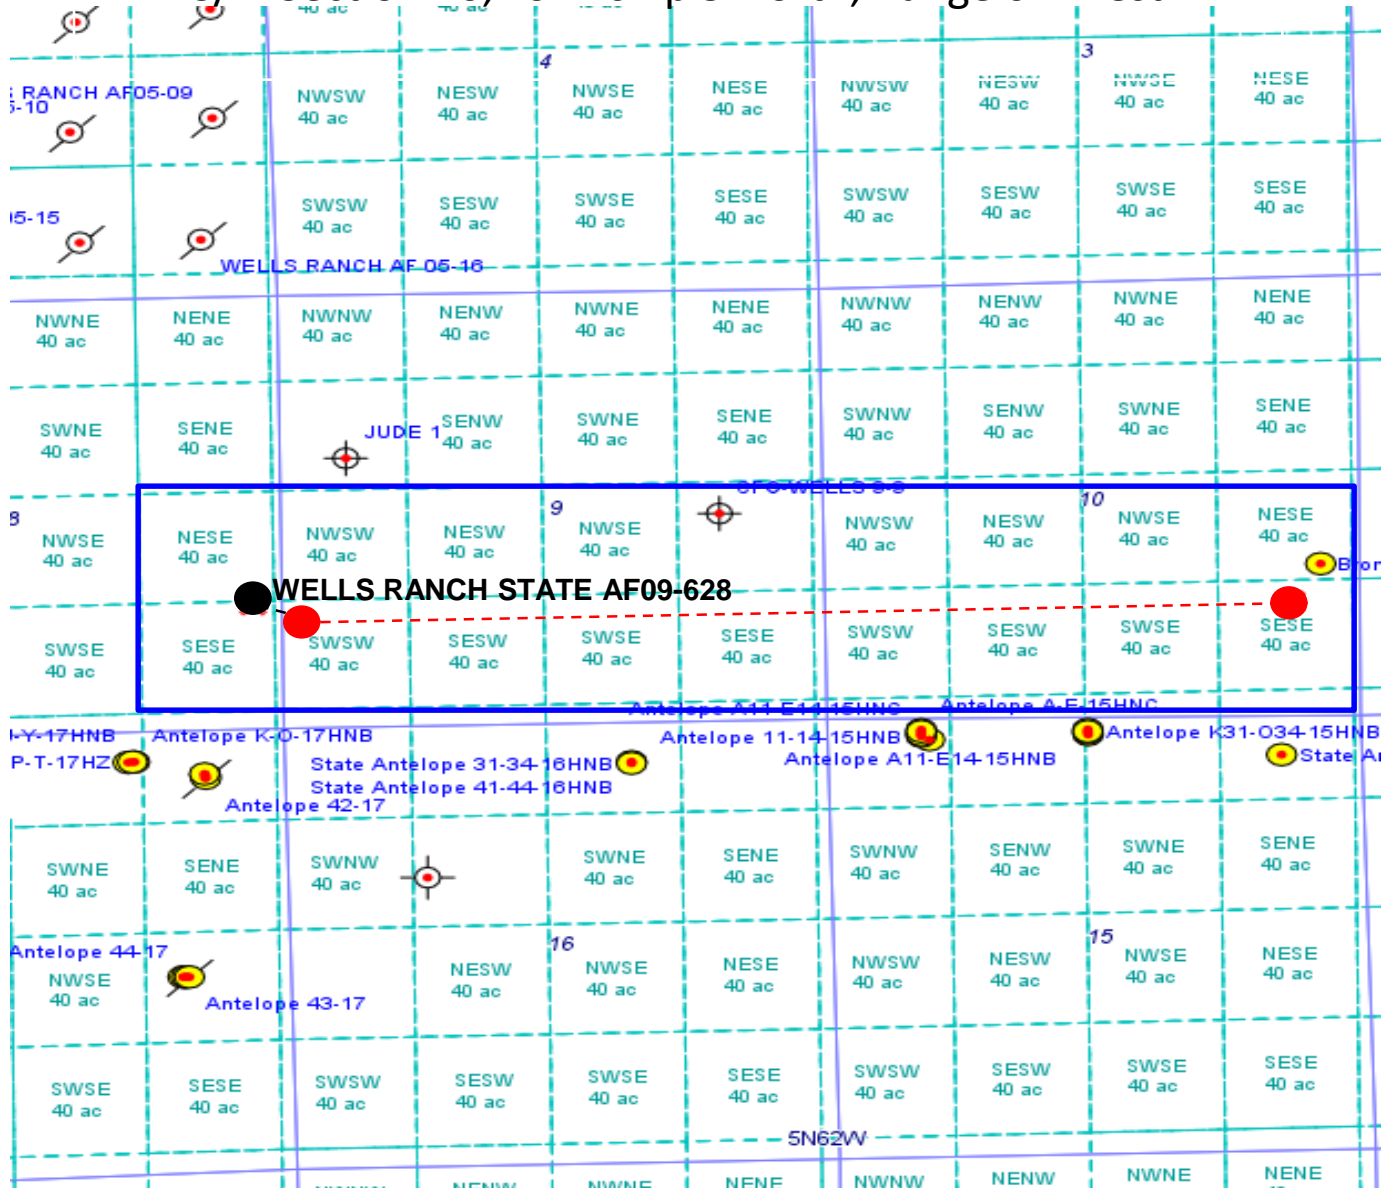 4 3
RANCH AF05-09
NWSW NESW NWSE NESE NWSW NESW NWSE NESE
40 ac 40 ac 40 ac 40 ac 40 ac 40 ac 40 ac 40 ac
SWSW SESW SWSE SESE SWSW SESW SWSE SESE
40 ac 40 ac 40 ac 40 ac 40 ac 40 ac 40 ac 40 ac
05-15
WELLS RANCH AF 05-16
NWNE NENE NWNW NENW NWNE NENE NWNW NENW NWNE NENE
40 ac 40 ac 40 ac 40 ac 40 ac 40 ac 40 ac 40 ac 40 ac 40 ac
SWNE SENE JUDE 1 SENW SWNE SENE SWNW SENW SWNE SENE
40 ac 40 ac 40 ac 40 ac 40 ac 40 ac 40 ac 40 ac 40 ac
8 9 10
NWSE NESE NWSW NESW NWSE NWSW NESW NWSE NESE
40 ac 40 ac 40 ac 40 ac 40 ac 40 ac 40 ac 40 ac 40 ac
WELLS RANCH STATE AF09-628
SWSE SESE SWSW SESW SWSE SESE SWSW SESW SWSE SESE
40 ac 40 ac 40 ac 40 ac 40 ac 40 ac 40 ac 40 ac 40 ac 40 ac
Antelope A11-E14-15HNC Antelope A-E-15HNC
-Y-17HNB Antelope K-O-17HNB Antelope 11-14-15HNB Antelope K31-O34-15HNB
P-T-17HZ State Antelope 31-34-16HNB Antelope A11-E14-15HNB State
State Antelope 41-44-16HNB
Antelope 42-17
SWNE SENE SWNW SWNE SENE SWNW SENW SWNE SENE
40 ac 40 ac 40 ac 40 ac 40 ac 40 ac 40 ac 40 ac 40 ac
16 15
Antelope 44-17
NWSE NESW NWSE NESE NWSW NESW NWSE NESE
40 ac 40 ac 40 ac 40 ac 40 ac 40 ac 40 ac 40 ac
Antelope 43-17
SWSE SESE SWSW SESW SWSE SESE SWSW SESW SWSE SESE
40 ac 40 ac 40 ac 40 ac 40 ac 40 ac 40 ac 40 ac 40 ac 40 ac
5N62W
NENE NWNW NENW NWNE NENE